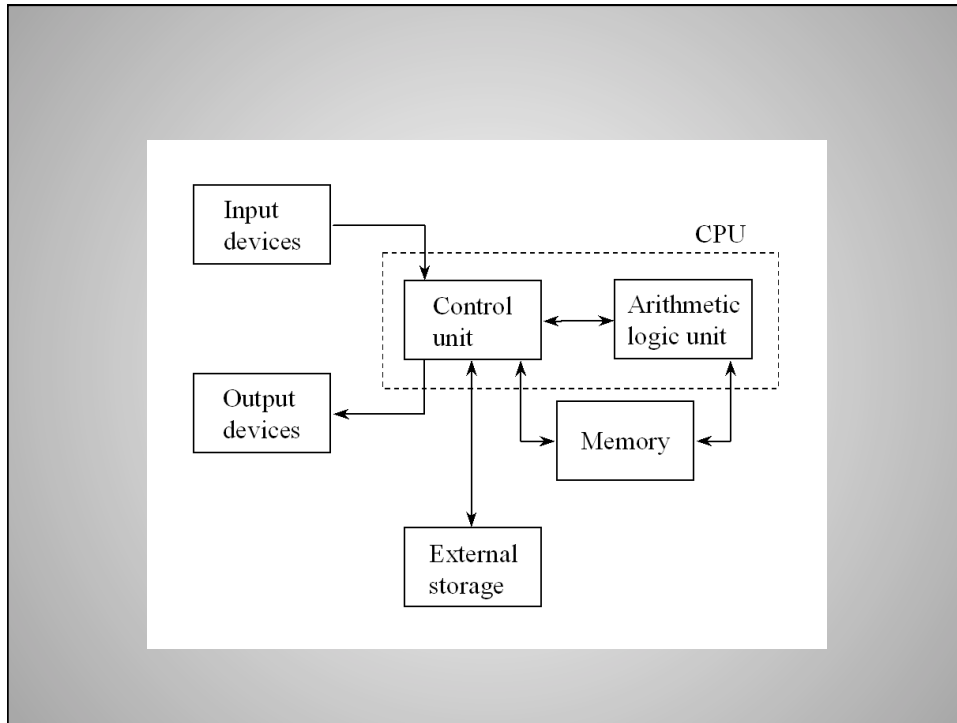 Input
devices
CPU
Control
unit
Arithmetic
logic unit
Output
devices
Memory
External
storage